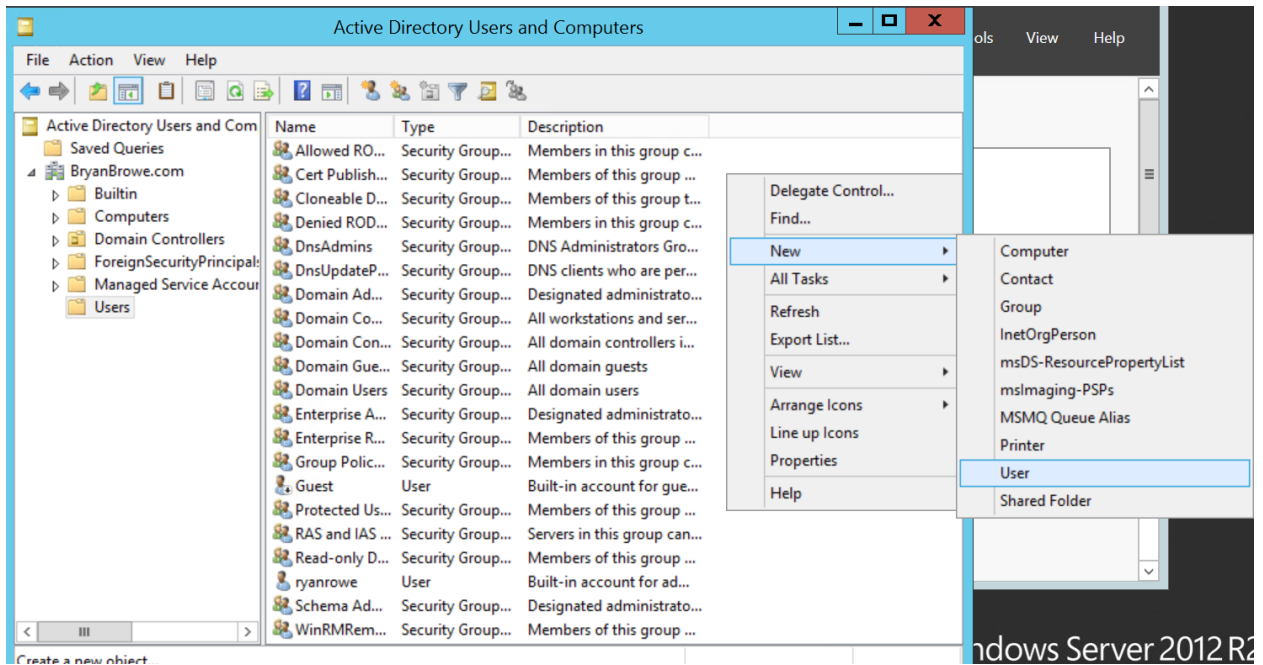 Active Directory Users and Computers
ols View Help
File Action View Help
Active Directory Users and Com
Saved Queries
BryanBrowe.com
Builtin
Computers
Domain Controllers
ForeignSecurityPrincipals
Managed Service Accour
Users
Name Type Description
Allowed RO... Security Group... Members in this group c...
Cert Publish... Security Group... Members of this group ...
Cloneable D... Security Group... Members of this group t...
Denied ROD... Security Group... Members in this group c...
DnsAdmins Security Group... DNS Administrators Gro...
DnsUpdateP... Security Group... DNS clients who are per...
Domain Ad... Security Group... Designated administrato...
Domain Co... Security Group... All workstations and ser...
Domain Con... Security Group... All domain controllers i...
Domain Gue... Security Group... All domain guests
Domain Users Security Group... All domain users
Enterprise A... Security Group... Designated administrato...
Enterprise R... Security Group... Members of this group ...
Group Polic... Security Group... Members in this group c...
Guest User Built-in account for gue...
Protected Us... Security Group... Members of this group ...
RAS and IAS ... Security Group... Servers in this group can...
Read-only D... Security Group... Members of this group ...
ryanrowe User Built-in account for ad...
Schema Ad... Security Group... Designated administrato...
WinRMRem... Security Group... Members of this group ...
Delegate Control...
Find...
New
All Tasks
Refresh
Export List...
View
Arrange Icons
Line up Icons
Properties
Help
Computer
Contact
Group
InetOrgPerson
msDS-ResourcePropertyList
msImaging-PSPs
MSMQ Queue Alias
Printer
User
Shared Folder
Create a new object...
ndows Server 2012 R2